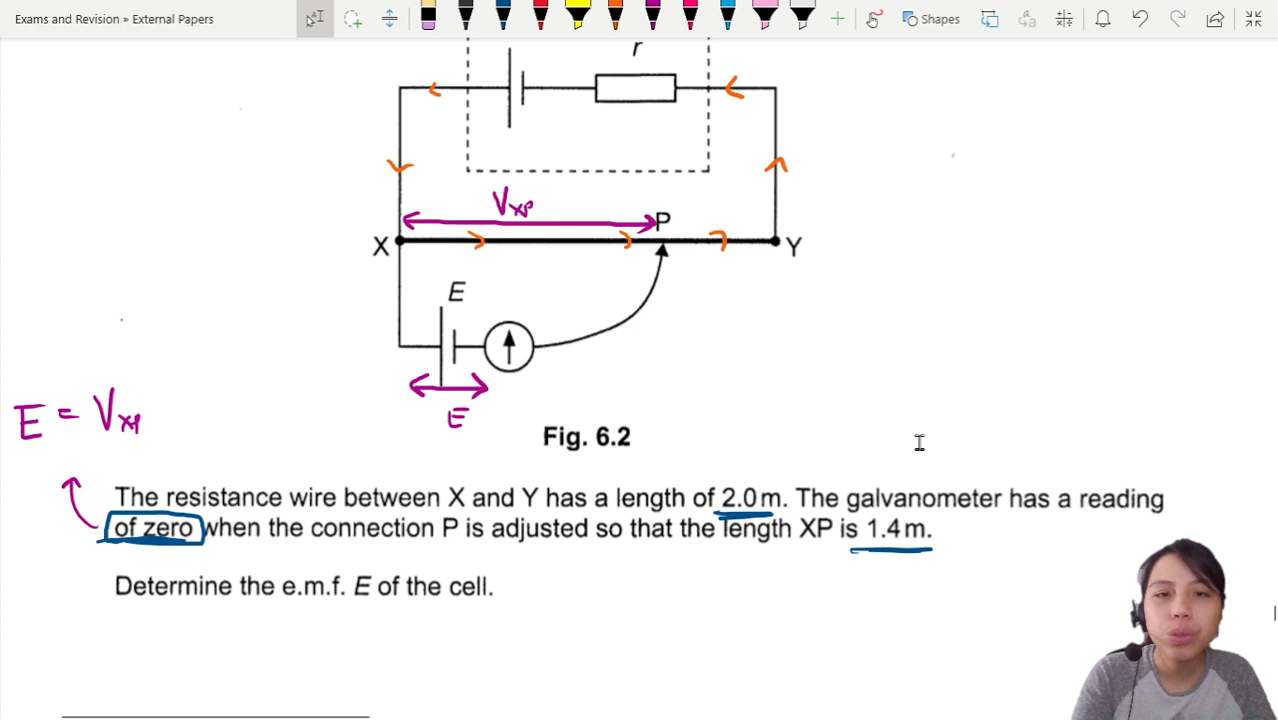 Exams and Revision » External Papers
Shapes
r
V_XP
P
X
Y
E
E
E = V_XP
Fig. 6.2
The resistance wire between X and Y has a length of 2.0 m. The galvanometer has a reading
of zero when the connection P is adjusted so that the length XP is 1.4 m.
Determine the e.m.f. E of the cell.